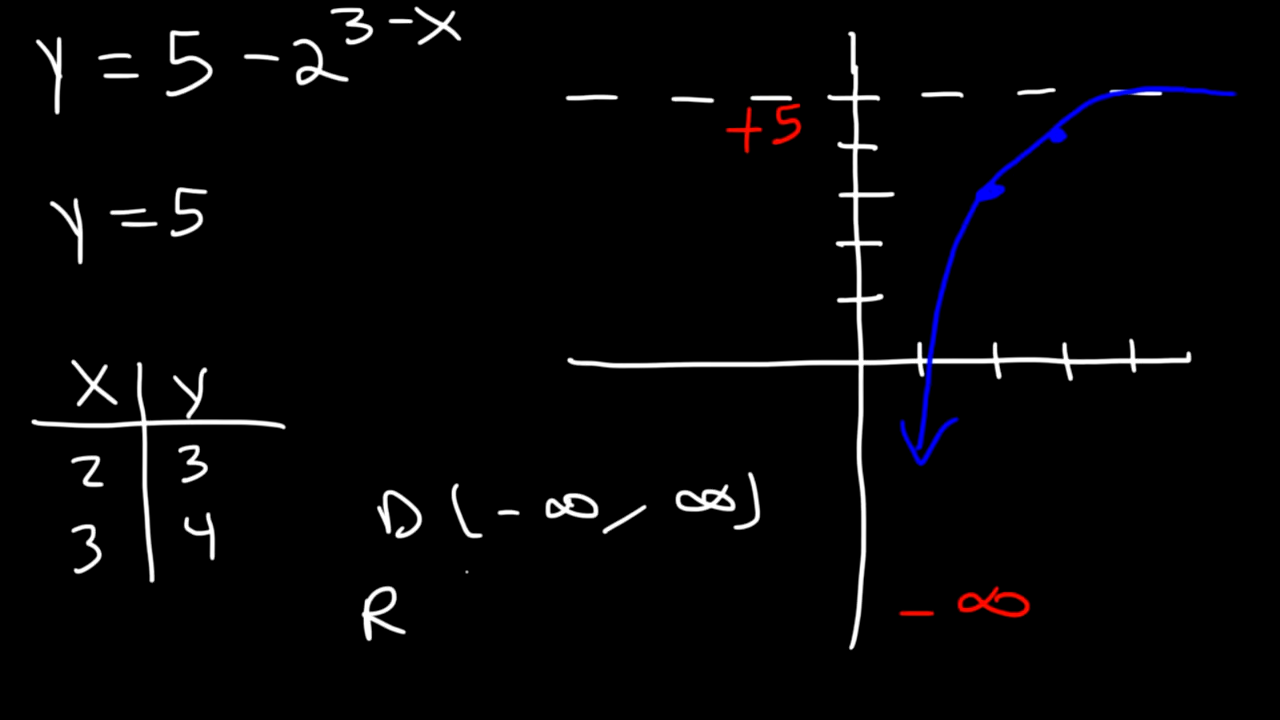 y = 5 - 2^{3-x}
+5
y = 5
x | y
2 | 3
3 | 4
D (-∞, ∞)
R
-∞